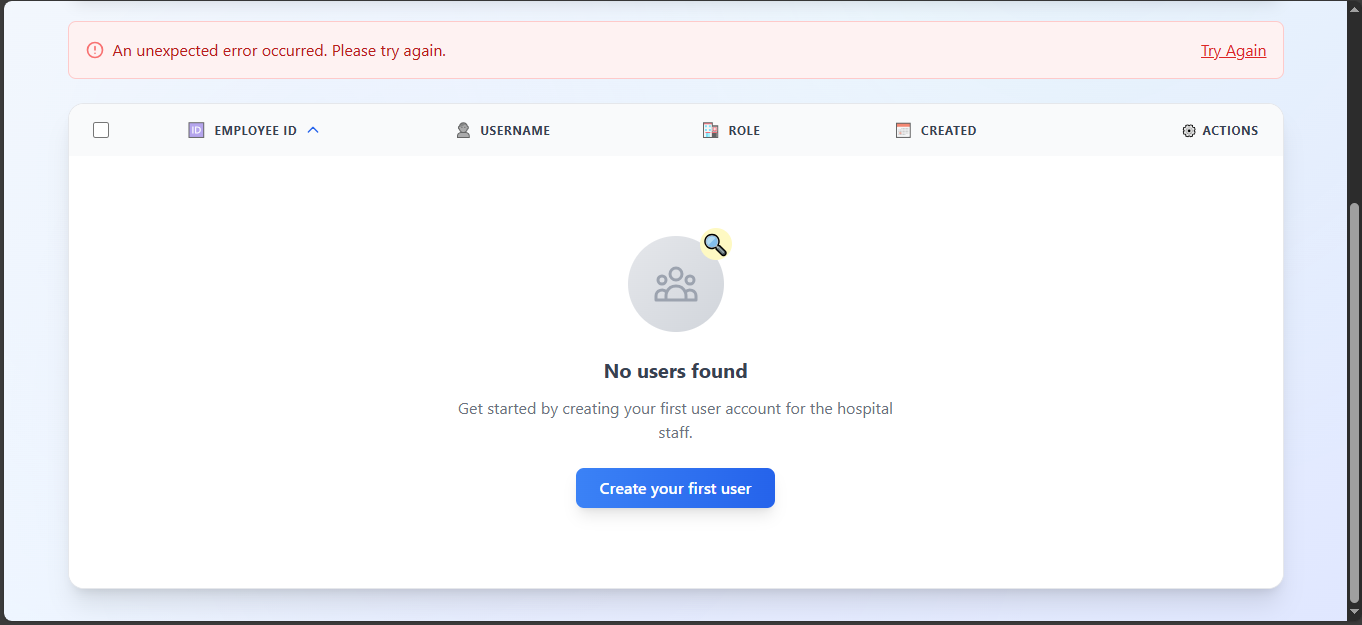 An unexpected error occurred. Please try again. Try Again
EMPLOYEE ID USERNAME ROLE CREATED ACTIONS
No users found
Get started by creating your first user account for the hospital
staff.
Create your first user